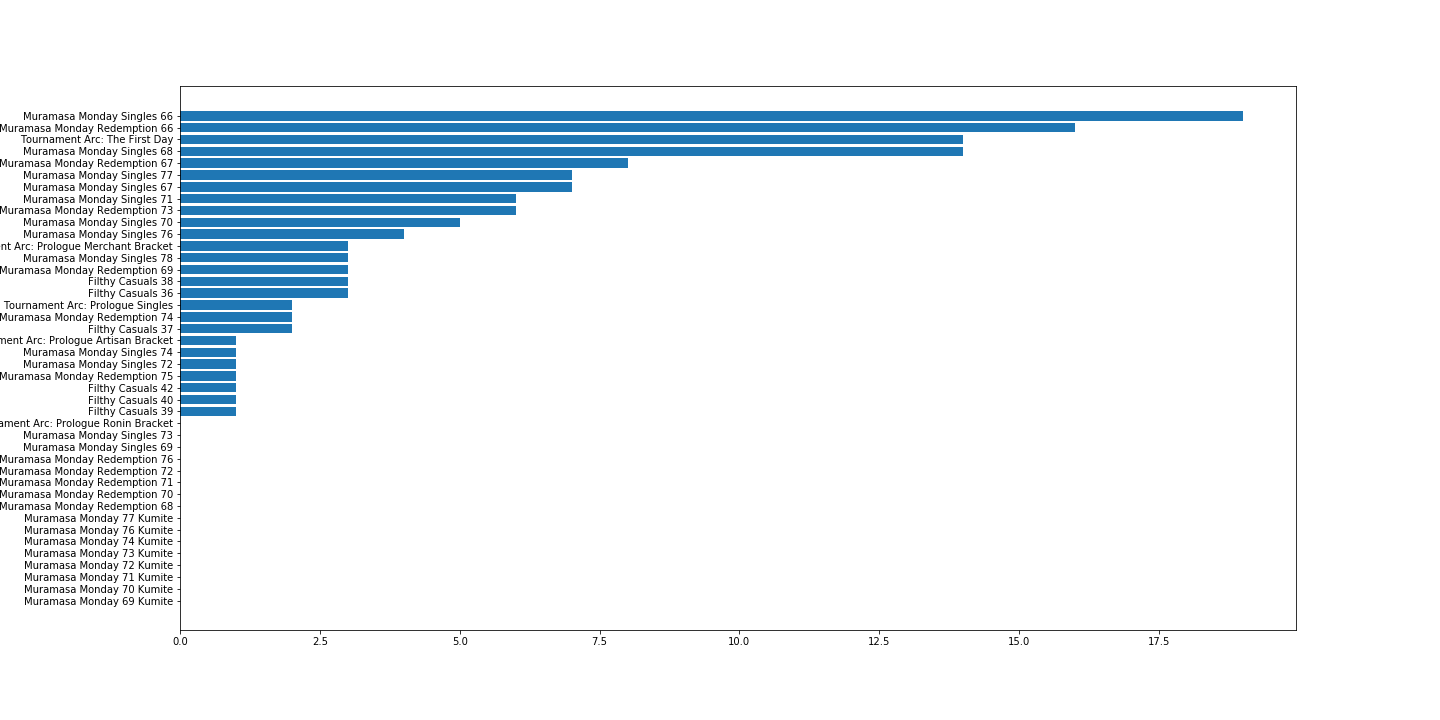 Muramasa Monday Singles 66
Muramasa Monday Redemption 66
Tournament Arc: The First Day
Muramasa Monday Singles 68
Muramasa Monday Redemption 67
Muramasa Monday Singles 77
Muramasa Monday Singles 67
Muramasa Monday Singles 71
Muramasa Monday Redemption 73
Muramasa Monday Singles 70
Muramasa Monday Singles 76
nt Arc: Prologue Merchant Bracket
Muramasa Monday Singles 78
Muramasa Monday Redemption 69
Filthy Casuals 38
Filthy Casuals 36
Tournament Arc: Prologue Singles
Muramasa Monday Redemption 74
Filthy Casuals 37
ment Arc: Prologue Artisan Bracket
Muramasa Monday Singles 74
Muramasa Monday Singles 72
Muramasa Monday Redemption 75
Filthy Casuals 42
Filthy Casuals 40
Filthy Casuals 39
ament Arc: Prologue Ronin Bracket
Muramasa Monday Singles 73
Muramasa Monday Singles 69
Muramasa Monday Redemption 76
Muramasa Monday Redemption 72
Muramasa Monday Redemption 71
Muramasa Monday Redemption 70
Muramasa Monday Redemption 68
Muramasa Monday 77 Kumite
Muramasa Monday 76 Kumite
Muramasa Monday 74 Kumite
Muramasa Monday 73 Kumite
Muramasa Monday 72 Kumite
Muramasa Monday 71 Kumite
Muramasa Monday 70 Kumite
Muramasa Monday 69 Kumite
0.0 2.5 5.0 7.5 10.0 12.5 15.0 17.5